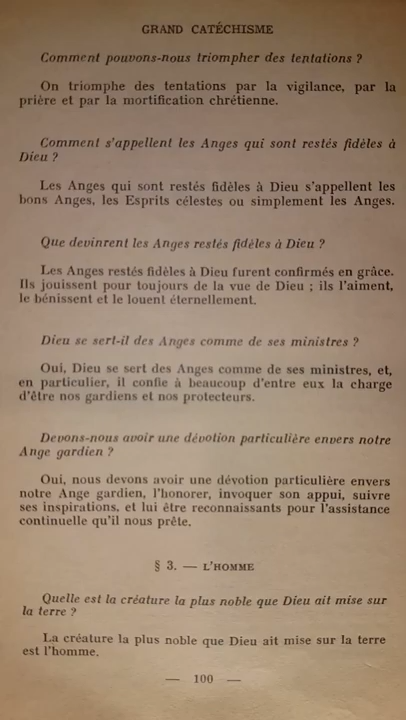 GRAND CATÉCHISME
Comment pouvons-nous triompher des tentations ?
On triomphe des tentations par la vigilance, par la
prière et par la mortification chrétienne.
Comment s'appellent les Anges qui sont restés fidèles à
Dieu ?
Les Anges qui sont restés fidèles à Dieu s'appellent les
bons Anges, les Esprits célestes ou simplement les Anges.
Que devinrent les Anges restés fidèles à Dieu ?
Les Anges restés fidèles à Dieu furent confirmés en grâce.
Ils jouissent pour toujours de la vue de Dieu ; ils l'aiment,
le bénissent et le louent éternellement.
Dieu se sert-il des Anges comme de ses ministres ?
Oui, Dieu se sert des Anges comme de ses ministres, et,
en particulier, il confie à beaucoup d'entre eux la charge
d'être nos gardiens et nos protecteurs.
Devons-nous avoir une dévotion particulière envers notre
Ange gardien ?
Oui, nous devons avoir une dévotion particulière envers
notre Ange gardien, l'honorer, invoquer son appui, suivre
ses inspirations, et lui être reconnaissants pour l'assistance
continuelle qu'il nous prête.
§ 3. — L'HOMME
Quelle est la créature la plus noble que Dieu ait mise sur
la terre ?
La créature la plus noble que Dieu ait mise sur la terre
est l'homme.
— 100 —